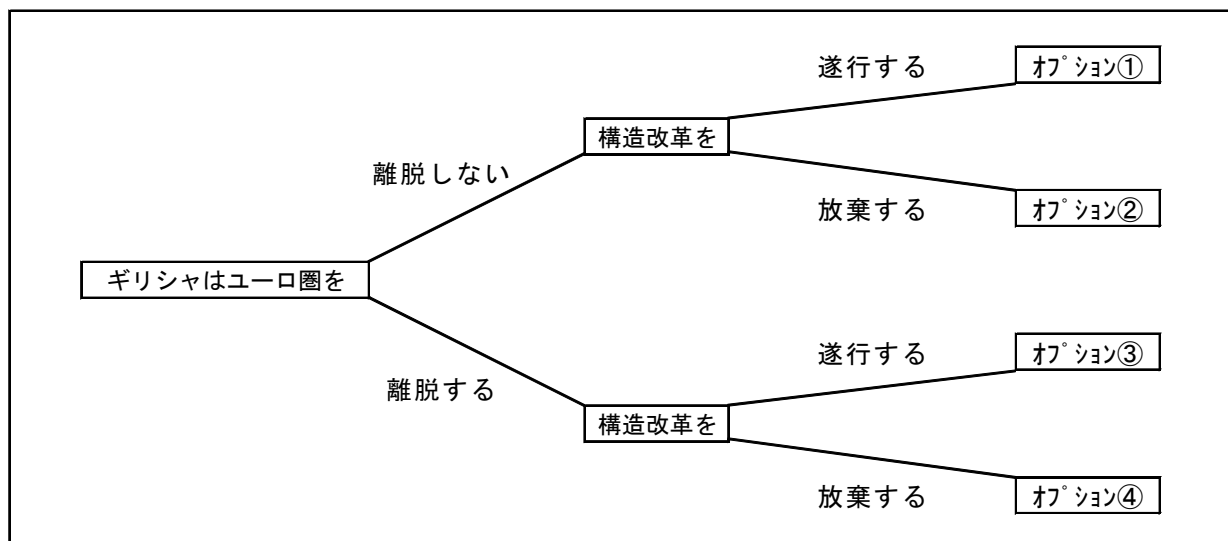 遂行する
ｵﾌﾟｼｮﾝ①
構造改革を
離脱しない
放棄する
ｵﾌﾟｼｮﾝ②
ギリシャはユーロ圏を
遂行する
ｵﾌﾟｼｮﾝ③
離脱する
構造改革を
放棄する
ｵﾌﾟｼｮﾝ④